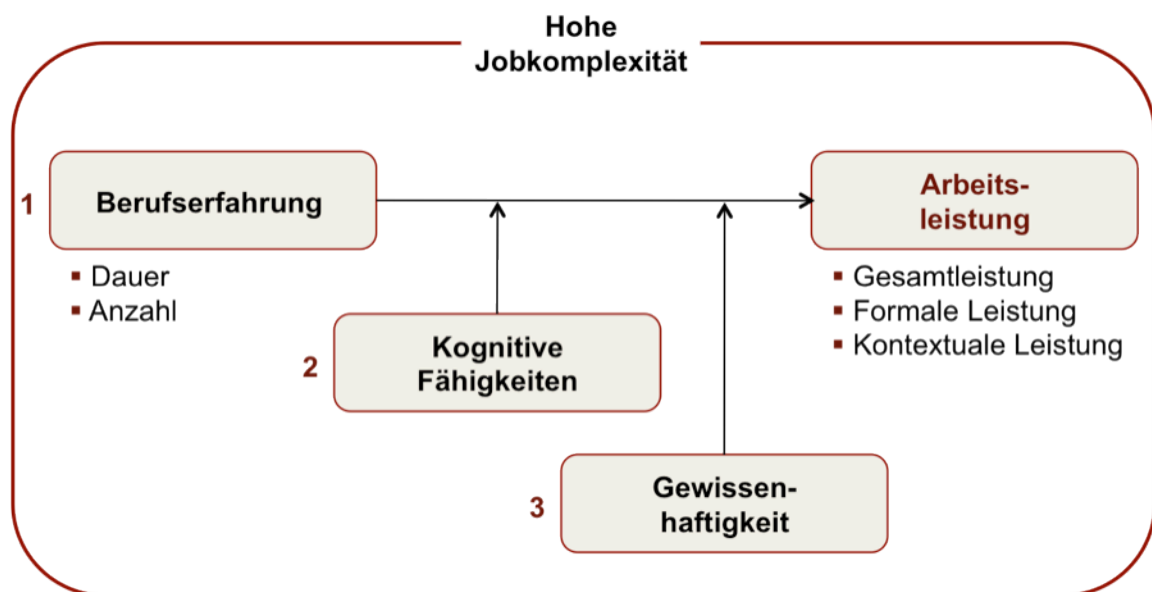 Hohe
Jobkomplexität
1
Berufserfahrung
▪ Dauer
▪ Anzahl
Arbeits-
leistung
▪ Gesamtleistung
▪ Formale Leistung
▪ Kontextuale Leistung
2
Kognitive
Fähigkeiten
3
Gewissen-
haftigkeit